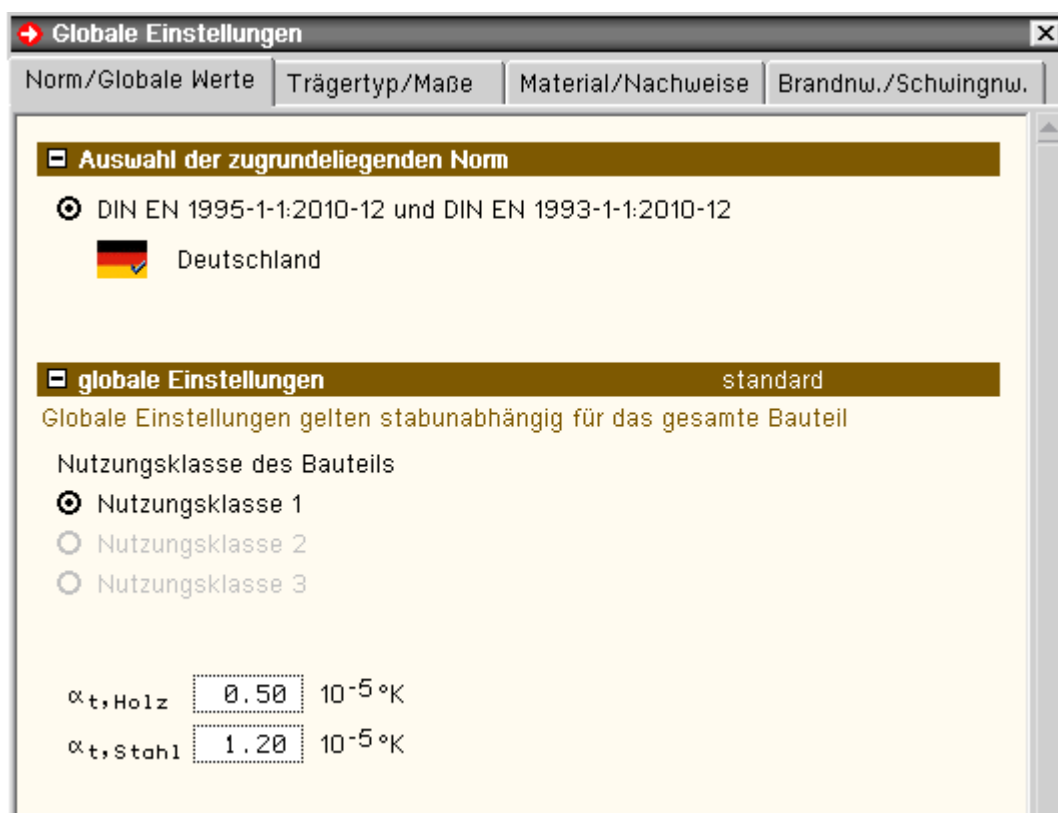 Globale Einstellungen
Norm/Globale Werte Trägertyp/Maße Material/Nachweise Brandnw./Schwingnw.
Auswahl der zugrundeliegenden Norm
DIN EN 1995-1-1:2010-12 und DIN EN 1993-1-1:2010-12
Deutschland
globale Einstellungen standard
Globale Einstellungen gelten stabunabhängig für das gesamte Bauteil
Nutzungsklasse des Bauteils
Nutzungsklasse 1
Nutzungsklasse 2
Nutzungsklasse 3
αt,Holz 0.50 10-5 °K
αt,Stahl 1.20 10-5 °K